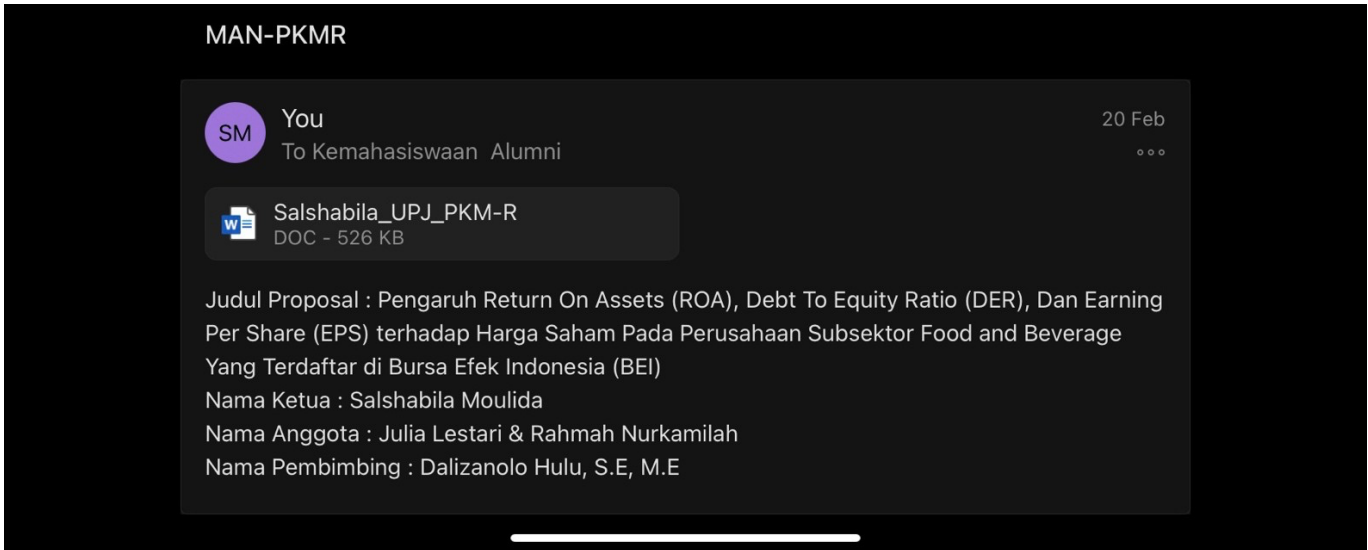 MAN-PKMR
SM
You
20 Feb
To Kemahasiswaan Alumni
W
Salshabila_UPJ_PKM-R
DOC - 526 KB
Judul Proposal : Pengaruh Return On Assets (ROA), Debt To Equity Ratio (DER), Dan Earning
Per Share (EPS) terhadap Harga Saham Pada Perusahaan Subsektor Food and Beverage
Yang Terdaftar di Bursa Efek Indonesia (BEI)
Nama Ketua : Salshabila Moulida
Nama Anggota : Julia Lestari & Rahmah Nurkamilah
Nama Pembimbing : Dalizanolo Hulu, S.E, M.E